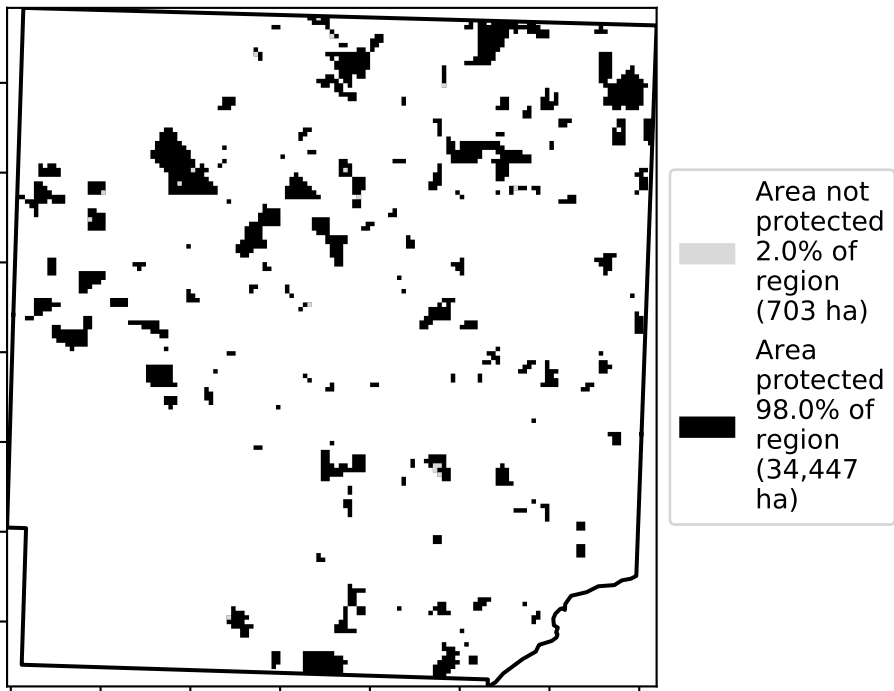 Area not
protected
2.0% of
region
(703 ha)
Area
protected
98.0% of
region
(34,447
ha)